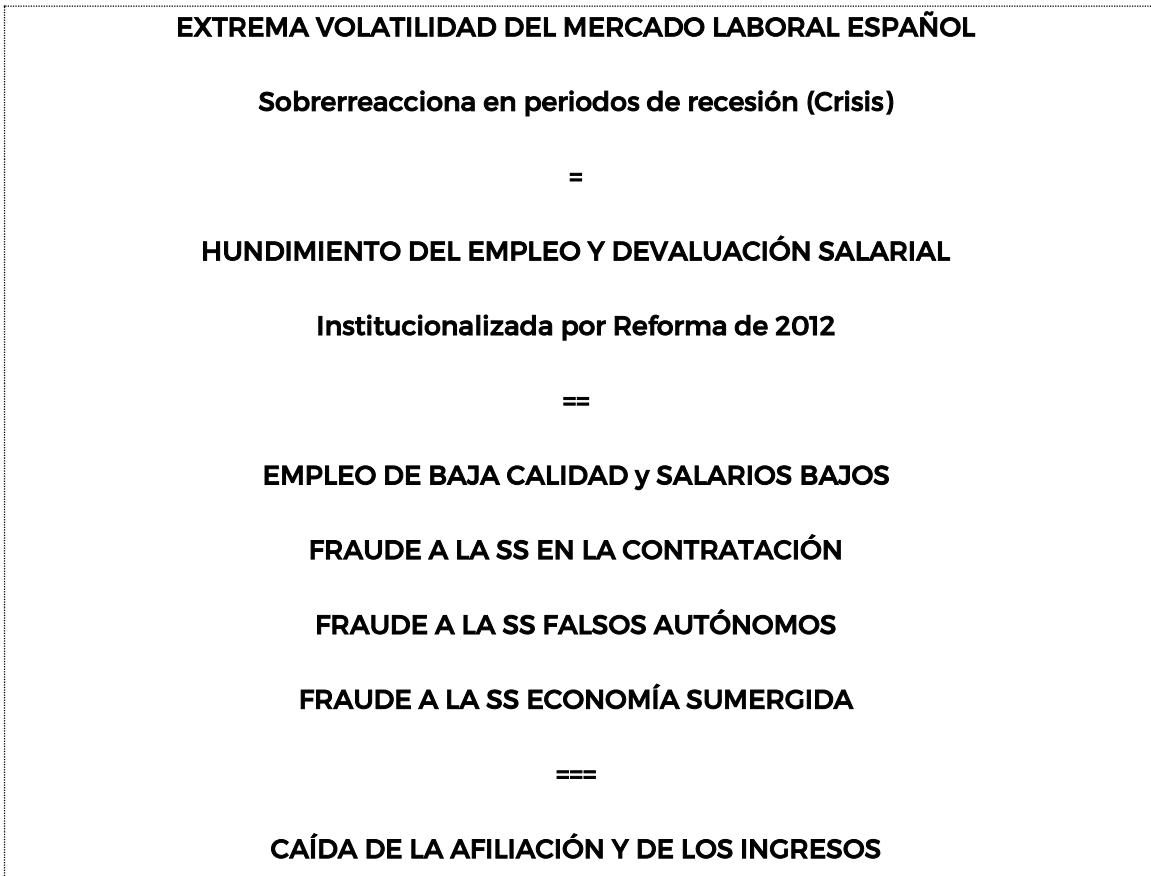 EXTREMA VOLATILIDAD DEL MERCADO LABORAL ESPAÑOL
Sobrerreacciona en periodos de recesión (Crisis)
=
HUNDIMIENTO DEL EMPLEO Y DEVALUACIÓN SALARIAL
Institucionalizada por Reforma de 2012
==
EMPLEO DE BAJA CALIDAD y SALARIOS BAJOS
FRAUDE A LA SS EN LA CONTRATACIÓN
FRAUDE A LA SS FALSOS AUTÓNOMOS
FRAUDE A LA SS ECONOMÍA SUMERGIDA
===
CAÍDA DE LA AFILIACIÓN Y DE LOS INGRESOS